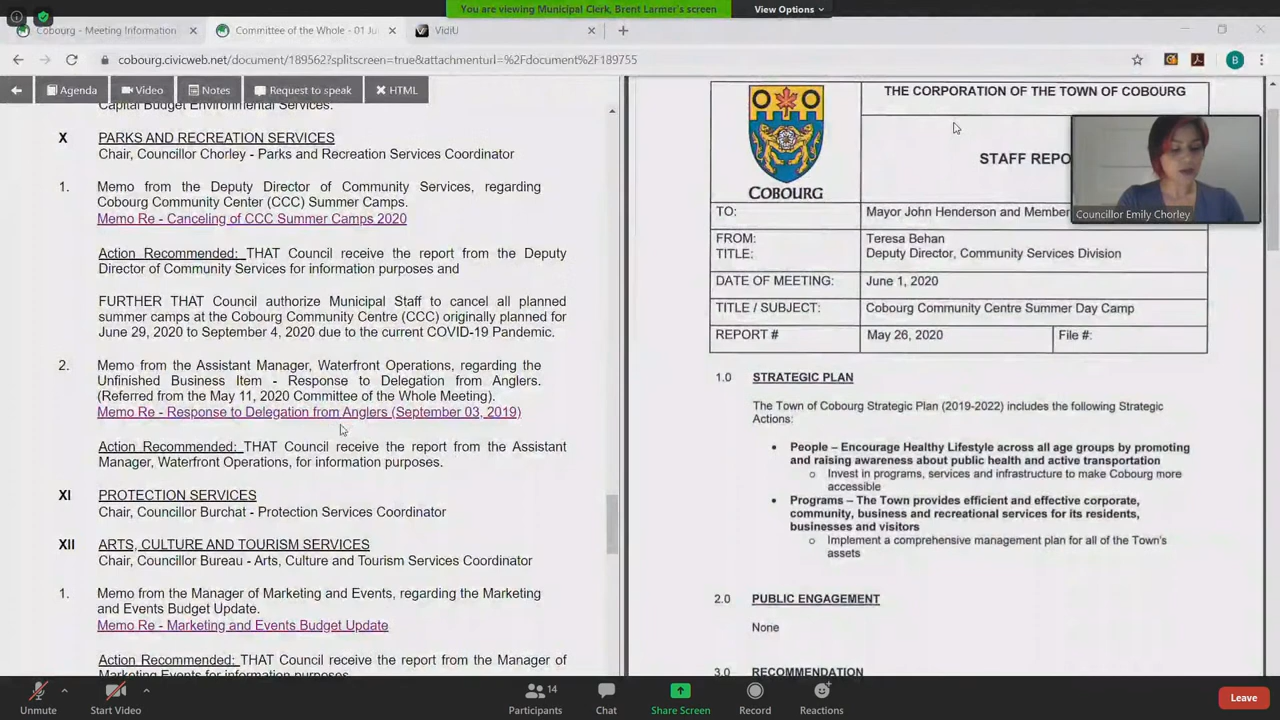 You are viewing Municipal Clerk, Brent Larmer's screen
View Options
Cobourg - Meeting Information
Committee of the Whole - 01 Ju
VidiU
cobourg.civicweb.net/document/189562?splitscreen=true&attachmenturl=%2Fdocument%2F189755
B
Agenda
Video
Notes
Request to speak
HTML
Capital Budget Environmental Services.
X PARKS AND RECREATION SERVICES
Chair, Councillor Chorley - Parks and Recreation Services Coordinator
1. Memo from the Deputy Director of Community Services, regarding
Cobourg Community Center (CCC) Summer Camps.
Memo Re - Canceling of CCC Summer Camps 2020
Action Recommended: THAT Council receive the report from the Deputy
Director of Community Services for information purposes and
FURTHER THAT Council authorize Municipal Staff to cancel all planned
summer camps at the Cobourg Community Centre (CCC) originally planned for
June 29, 2020 to September 4, 2020 due to the current COVID-19 Pandemic.
2. Memo from the Assistant Manager, Waterfront Operations, regarding the
Unfinished Business Item - Response to Delegation from Anglers.
(Referred from the May 11, 2020 Committee of the Whole Meeting).
Memo Re - Response to Delegation from Anglers (September 03, 2019)
Action Recommended: THAT Council receive the report from the Assistant
Manager, Waterfront Operations, for information purposes.
XI PROTECTION SERVICES
Chair, Councillor Burchat - Protection Services Coordinator
XII ARTS, CULTURE AND TOURISM SERVICES
Chair, Councillor Bureau - Arts, Culture and Tourism Services Coordinator
1. Memo from the Manager of Marketing and Events, regarding the Marketing
and Events Budget Update.
Memo Re - Marketing and Events Budget Update
Action Recommended: THAT Council receive the report from the Manager of
Marketing Events for information purposes.
COBOURG
THE CORPORATION OF THE TOWN OF COBOURG
STAFF REPO
TO: Mayor John Henderson and Member
FROM: Teresa Behan
TITLE: Deputy Director, Community Services Division
DATE OF MEETING: June 1, 2020
TITLE / SUBJECT: Cobourg Community Centre Summer Day Camp
REPORT # May 26, 2020 File #:
1.0 STRATEGIC PLAN
The Town of Cobourg Strategic Plan (2019-2022) includes the following Strategic
Actions:
• People – Encourage Healthy Lifestyle across all age groups by promoting
and raising awareness about public health and active transportation
o Invest in programs, services and infrastructure to make Cobourg more
accessible
• Programs – The Town provides efficient and effective corporate,
community, business and recreational services for its residents,
businesses and visitors
o Implement a comprehensive management plan for all of the Town's
assets
2.0 PUBLIC ENGAGEMENT
None
3.0 RECOMMENDATION
Councillor Emily Chorley
Unmute
Start Video
14
Participants
Chat
Share Screen
Record
Reactions
Leave